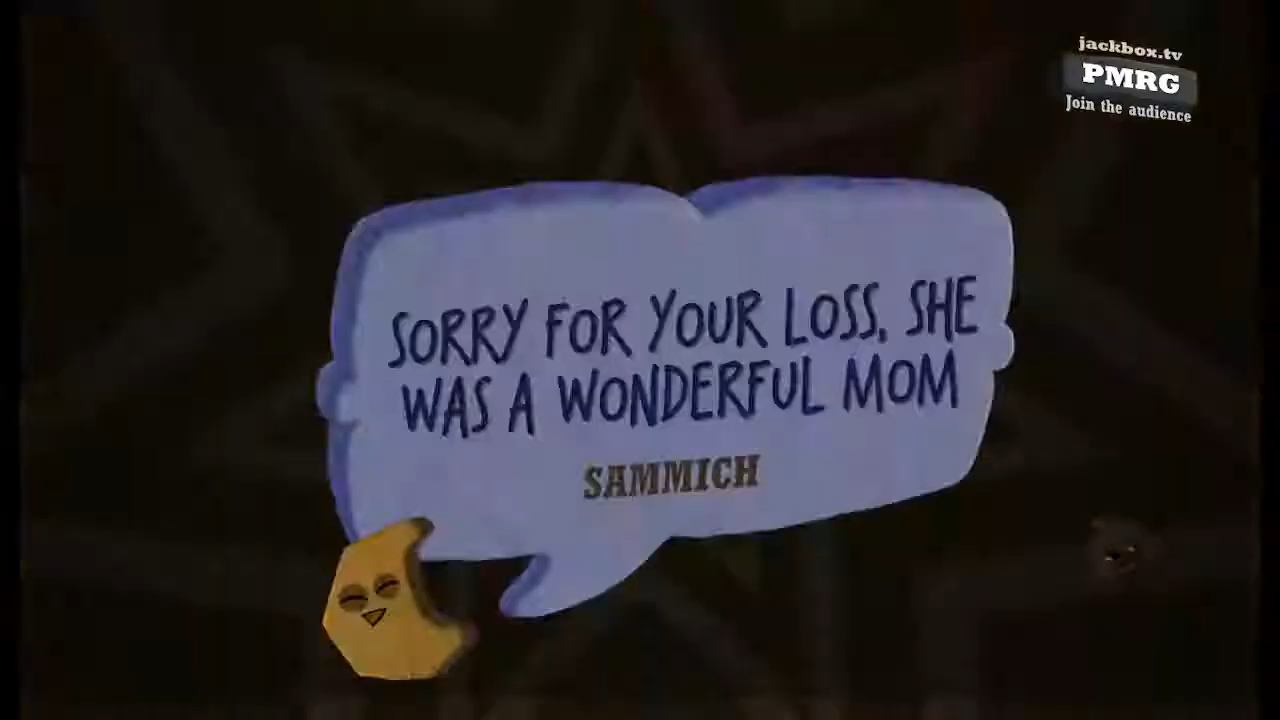 jackbox.tv
PMRG
Join the audience
SORRY FOR YOUR LOSS, SHE
WAS A WONDERFUL MOM
SAMMICH